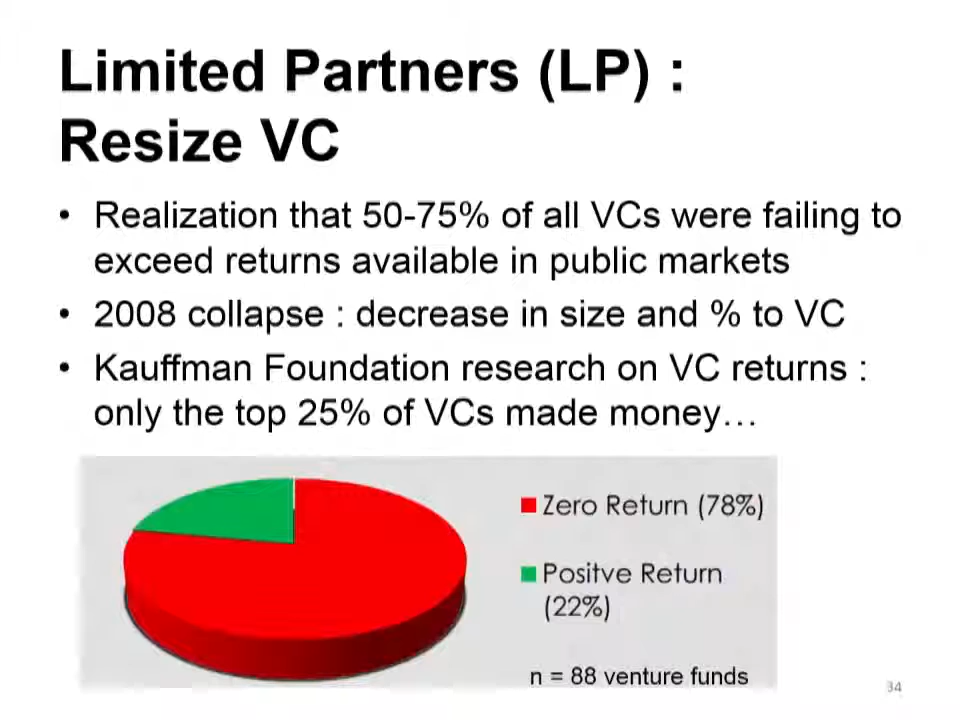 Limited Partners (LP) :
Resize VC
• Realization that 50-75% of all VCs were failing to
exceed returns available in public markets
• 2008 collapse : decrease in size and % to VC
• Kauffman Foundation research on VC returns :
only the top 25% of VCs made money…
Zero Return (78%)
Positve Return
(22%)
n = 88 venture funds
34